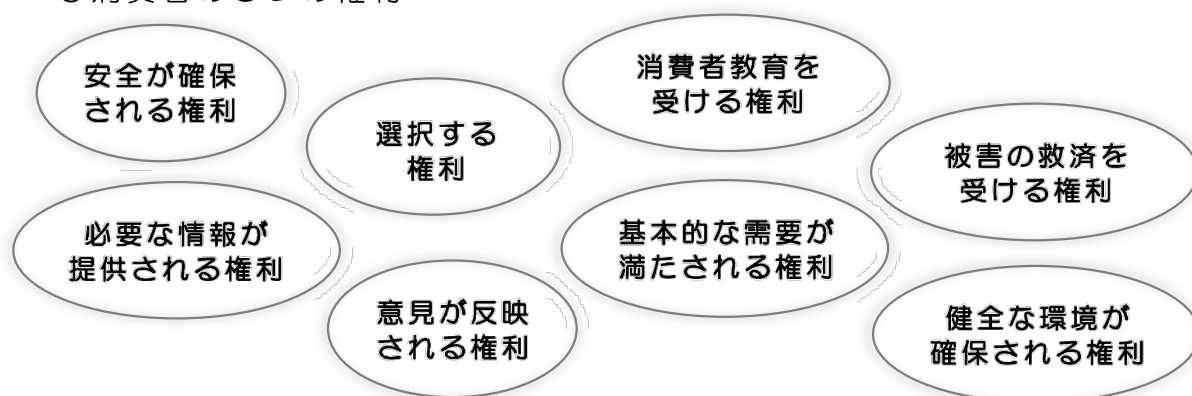 安全が確保
される権利
選択する
権利
消費者教育を
受ける権利
被害の救済を
受ける権利
必要な情報が
提供される権利
意見が反映
される権利
基本的な需要が
満たされる権利
健全な環境が
確保される権利